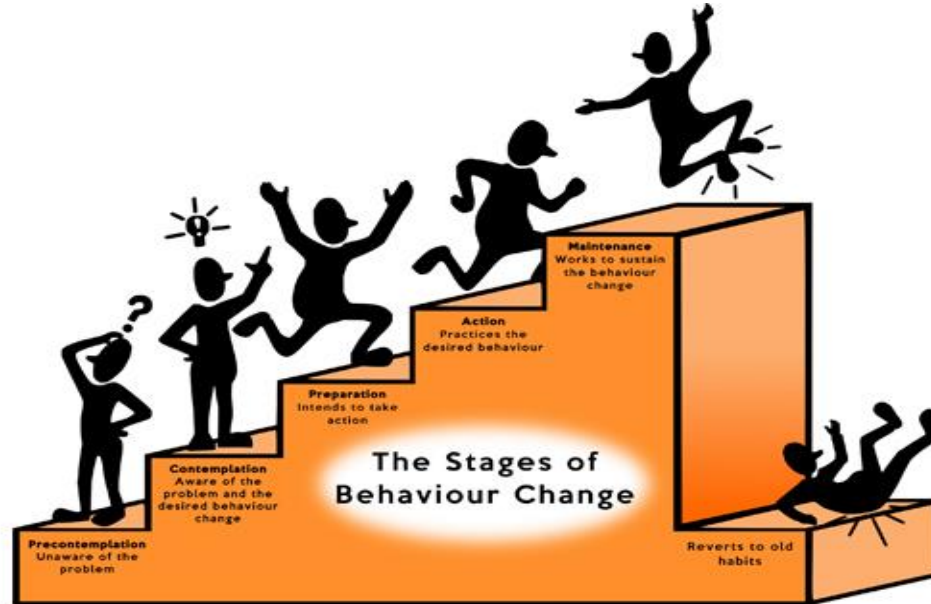 ?
Precontemplation
Unaware of the
problem
Contemplation
Aware of the
problem and the
desired behaviour
change
Preparation
Intends to take
action
Action
Practices the
desired behaviour
Maintenance
Works to sustain
the behaviour
change
Reverts to old
habits
The Stages of
Behaviour Change